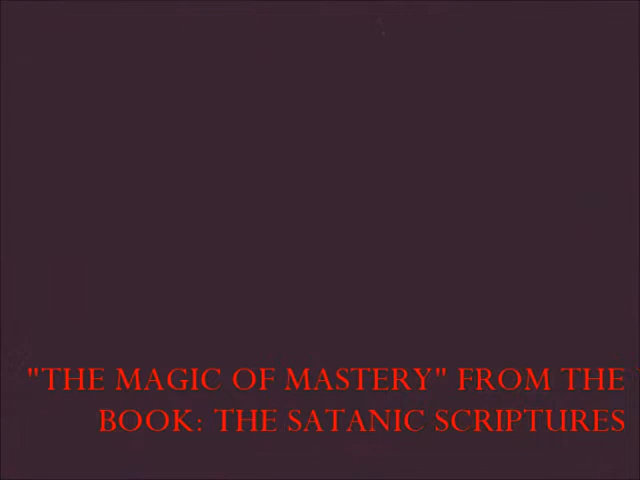 "THE MAGIC OF MASTERY" FROM THE
BOOK: THE SATANIC SCRIPTURES